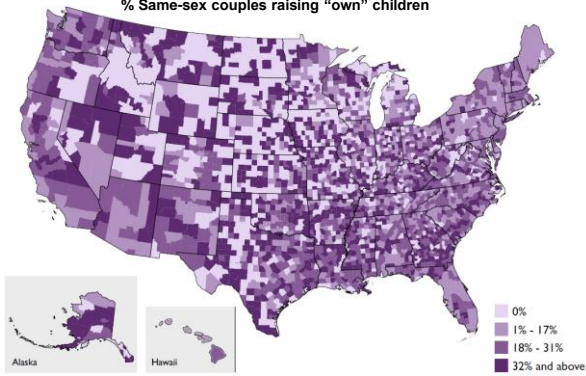 % Same-sex couples raising “own” children
Alaska
Hawaii
0%
1% - 17%
18% - 31%
32% and above